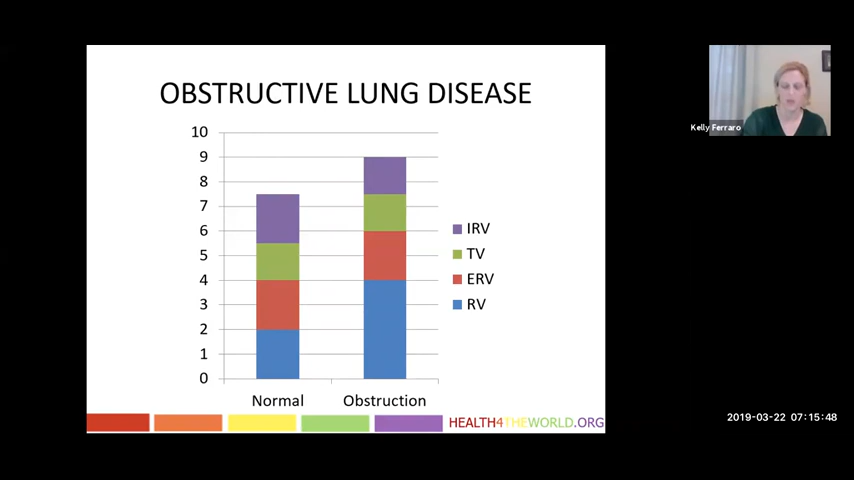 OBSTRUCTIVE LUNG DISEASE
10
9
8
7
6
5
4
3
2
1
0
Normal
Obstruction
IRV
TV
ERV
RV
HEALTH4THEWORLD.ORG
Kelly Ferraro
2019-03-22 07:15:48